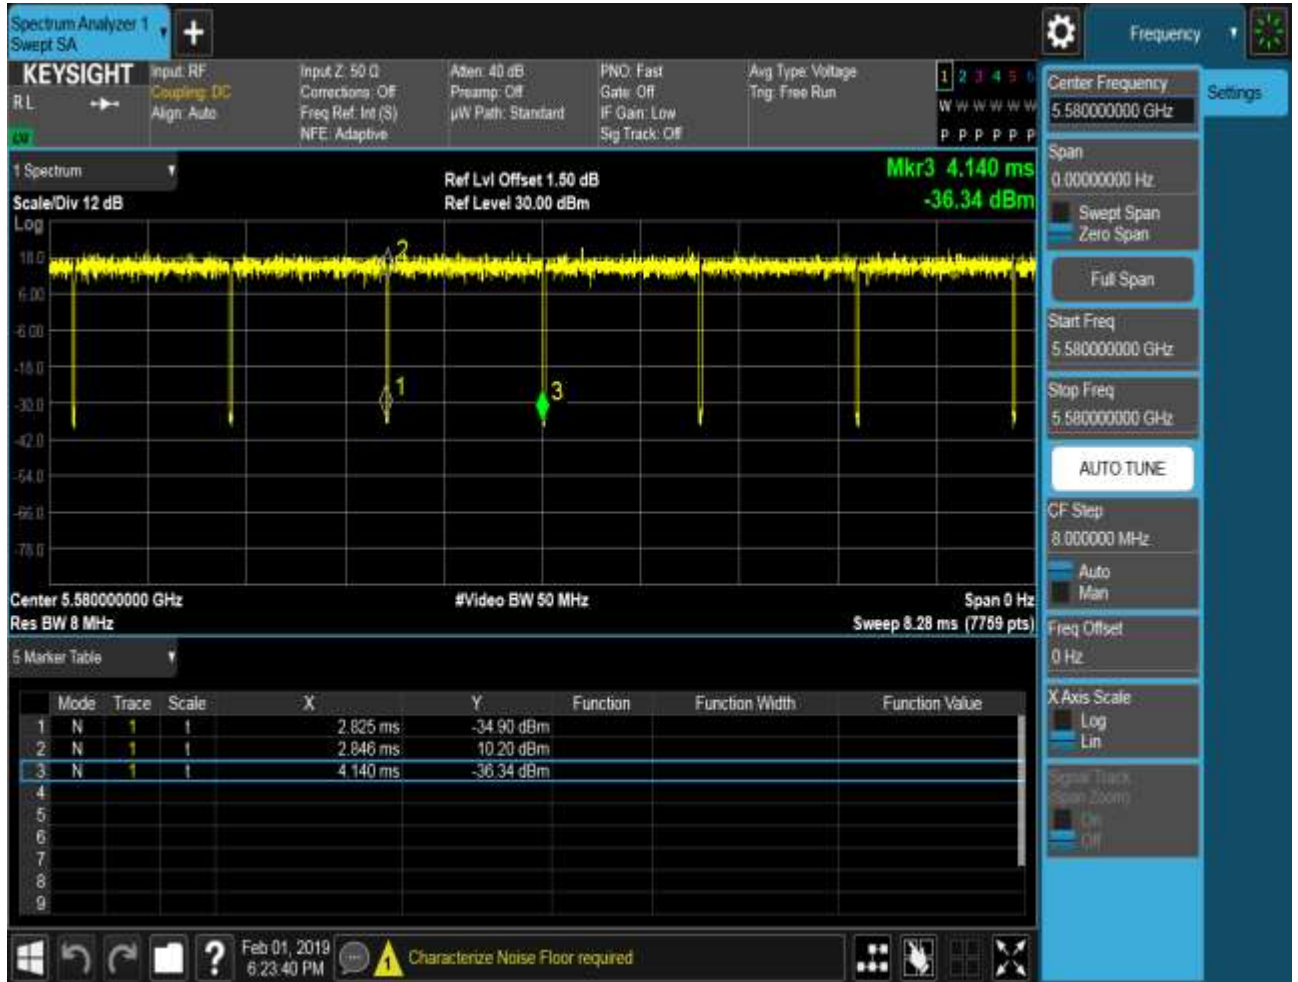 Spectrum Analyzer 1
Swept SA
Frequency
KEYSIGHT
RL
Input: RF
Coupling: DC
Align: Auto
Input Z: 50 Ω
Corrections: Off
Freq Ref: Int (S)
NFE: Adaptive
Atten: 40 dB
Preamp: Off
µW Path: Standard
PNO: Fast
Gate: Off
IF Gain: Low
Sig Track: Off
Avg Type: Voltage
Trig: Free Run
1 2 3 4 5 6
W W W W W W
P P P P P P
1 Spectrum
Scale/Div 12 dB
Ref Lvl Offset 1.50 dB
Ref Level 30.00 dBm
Mkr3 4.140 ms
-36.34 dBm
Log
18.0
6.00
-6.00
-18.0
-30.0
-42.0
-54.0
-66.0
-78.0
2
1
3
Center 5.580000000 GHz
Res BW 8 MHz
#Video BW 50 MHz
Span 0 Hz
Sweep 8.28 ms (7759 pts)
5 Marker Table
Mode Trace Scale X Y Function Function Width Function Value
1 N 1 t 2.825 ms -34.90 dBm
2 N 1 t 2.846 ms 10.20 dBm
3 N 1 t 4.140 ms -36.34 dBm
4
5
6
7
8
9
Feb 01, 2019
6:23:40 PM
1
Characterize Noise Floor required
Settings
Center Frequency
5.580000000 GHz
Span
0.00000000 Hz
Swept Span
Zero Span
Full Span
Start Freq
5.580000000 GHz
Stop Freq
5.580000000 GHz
AUTO TUNE
CF Step
8.000000 MHz
Auto
Man
Freq Offset
0 Hz
X Axis Scale
Log
Lin
Signal Track
(Span Zoom)
On
Off